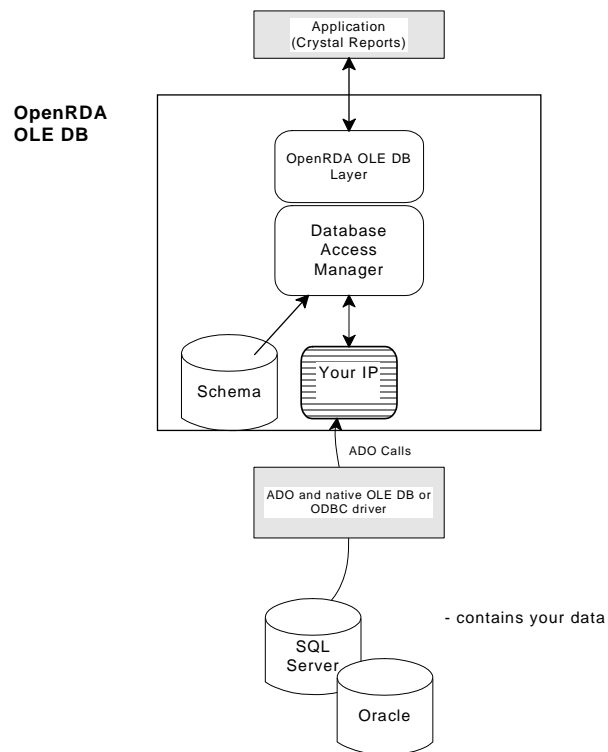 Application
(Crystal Reports)
OpenRDA
OLE DB
OpenRDA OLE DB
Layer
Database
Access
Manager
Your IP
Schema
ADO Calls
ADO and native OLE DB or
ODBC driver
- contains your data
SQL
Server
Oracle